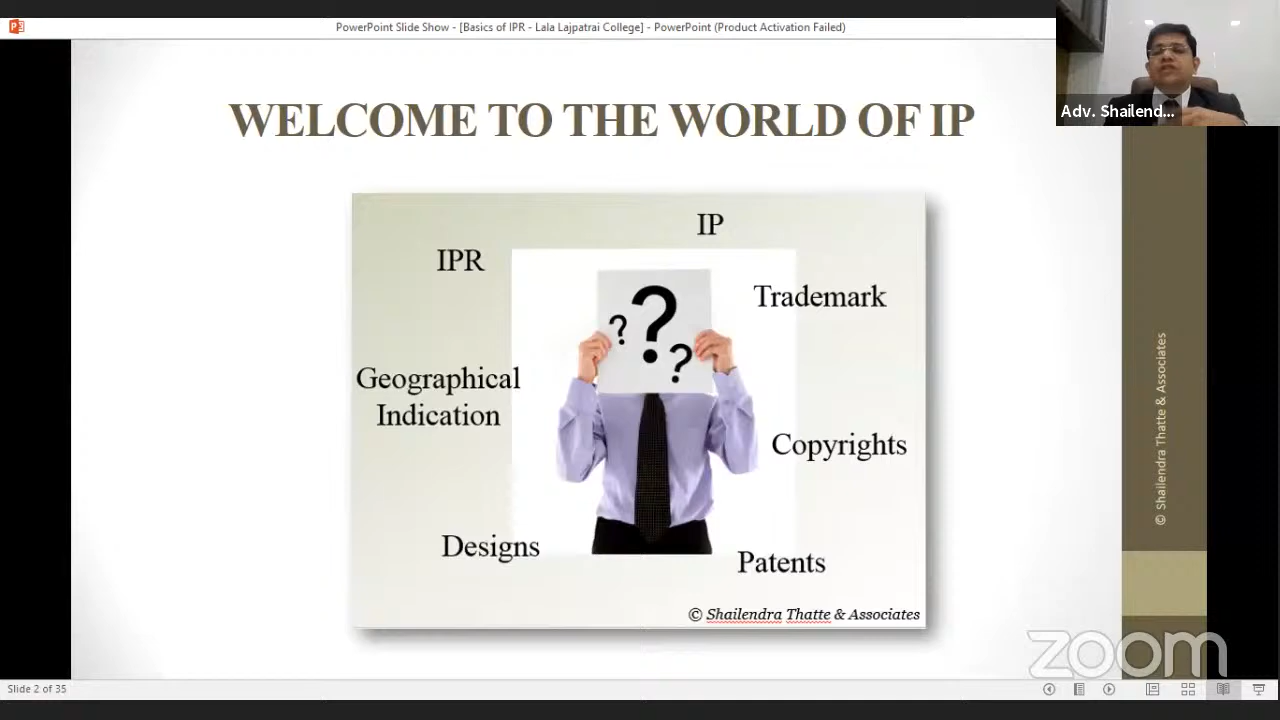 PowerPoint Slide Show - [Basics of IPR - Lala Lajpatrai College] - PowerPoint (Product Activation Failed)
Adv. Shailend...
WELCOME TO THE WORLD OF IP
IP
IPR
Trademark
? ? ?
Geographical
Indication
Copyrights
Designs
Patents
© Shailendra Thatte & Associates
© Shailendra Thatte & Associates
zoom
Slide 2 of 35